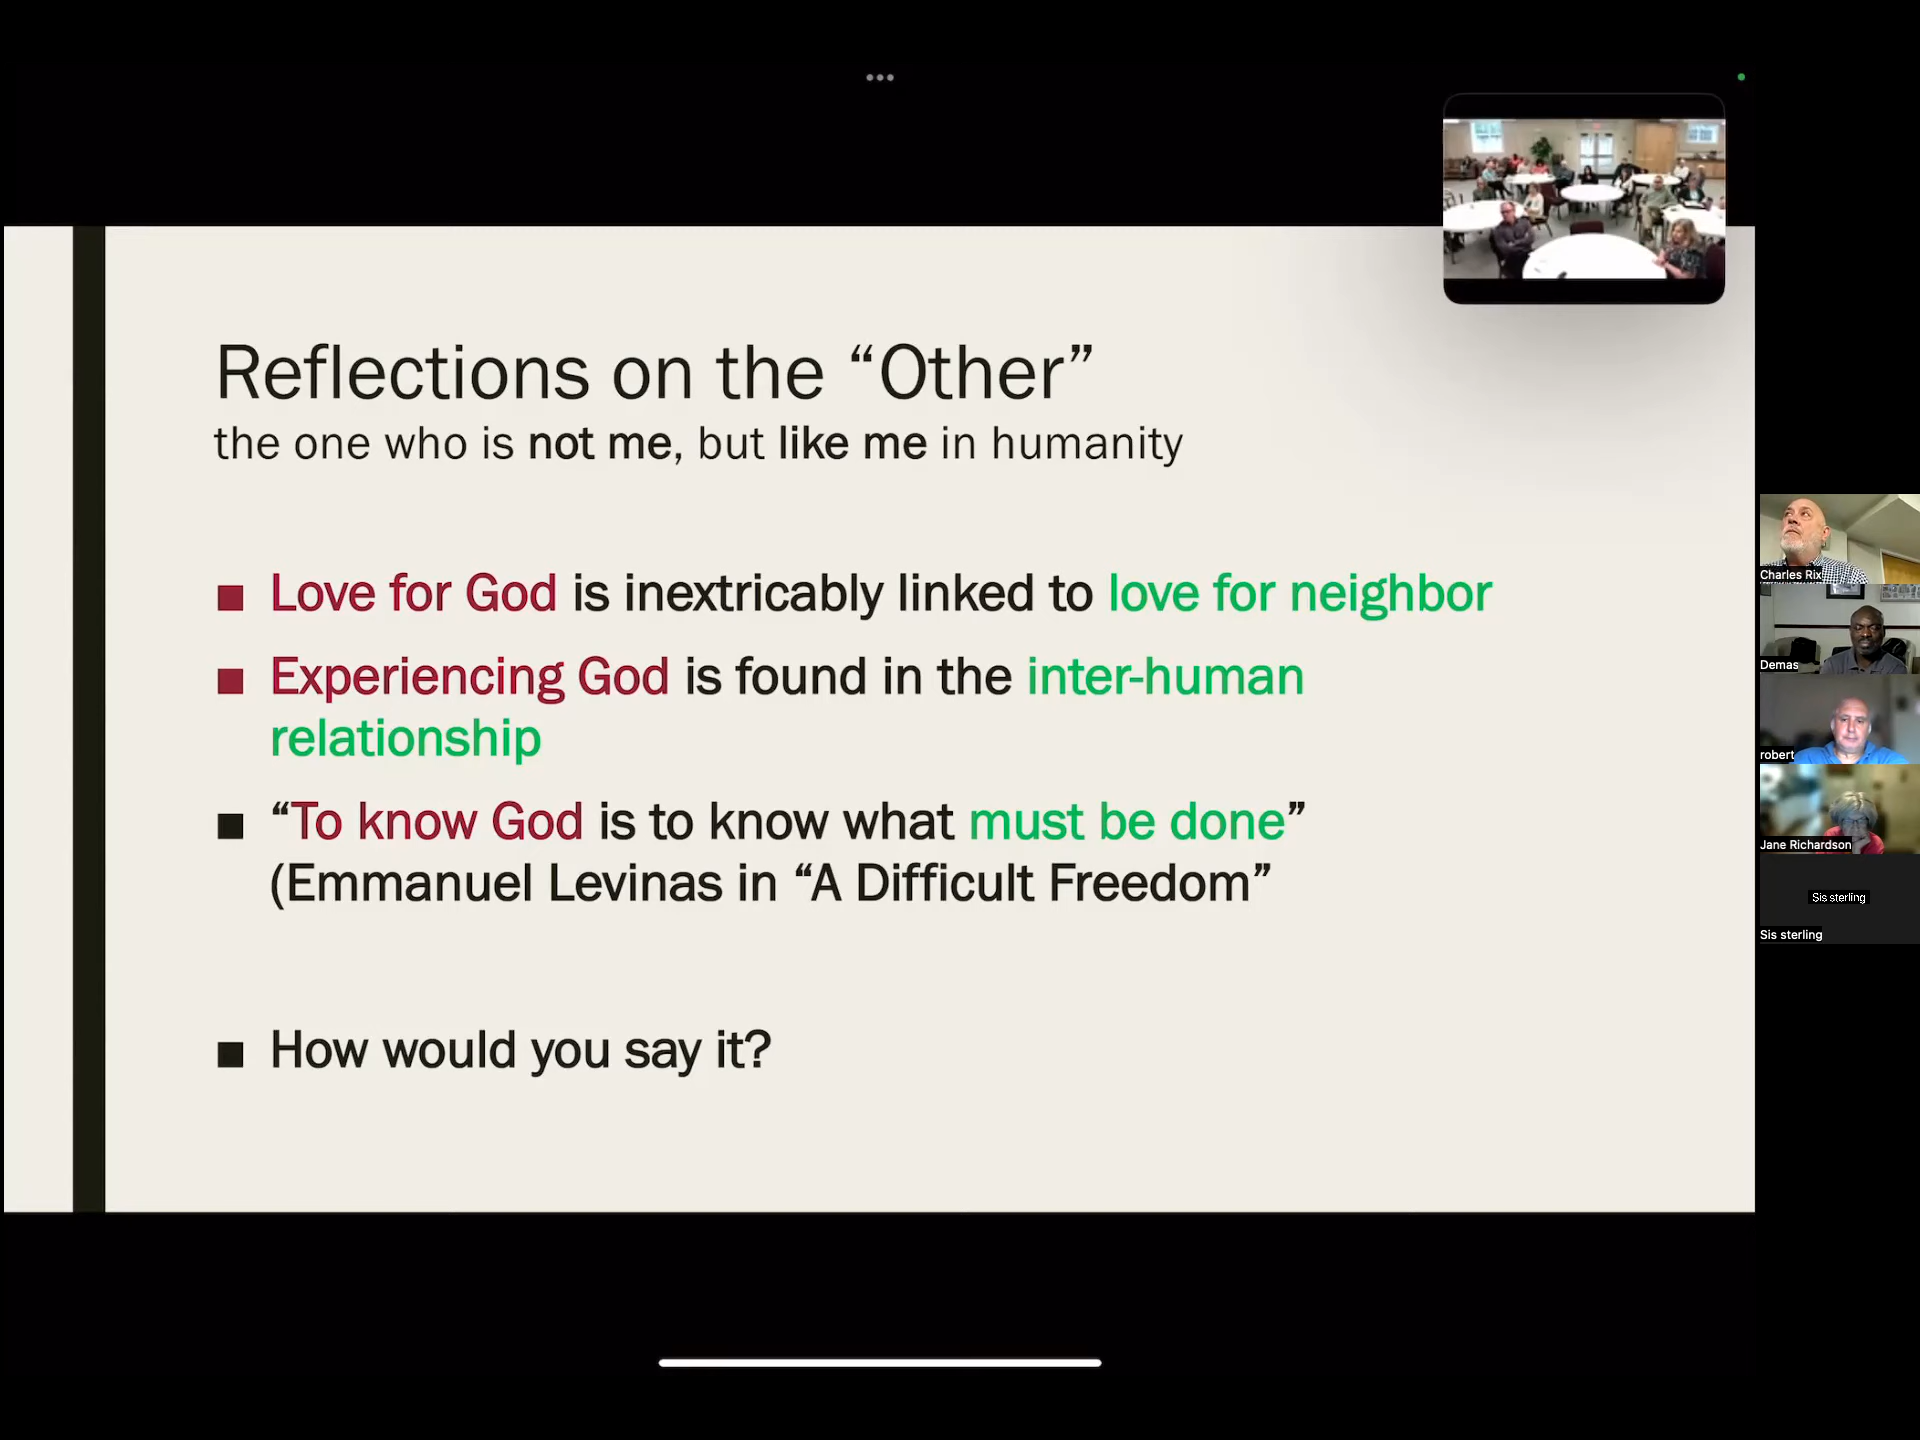 Reflections on the “Other”
the one who is not me, but like me in humanity
■ Love for God is inextricably linked to love for neighbor
■ Experiencing God is found in the inter-human
relationship
■ “To know God is to know what must be done”
(Emmanuel Levinas in “A Difficult Freedom”
■ How would you say it?
Charles Rix
Demas
robert
Jane Richardson
Sis sterling
Sis sterling